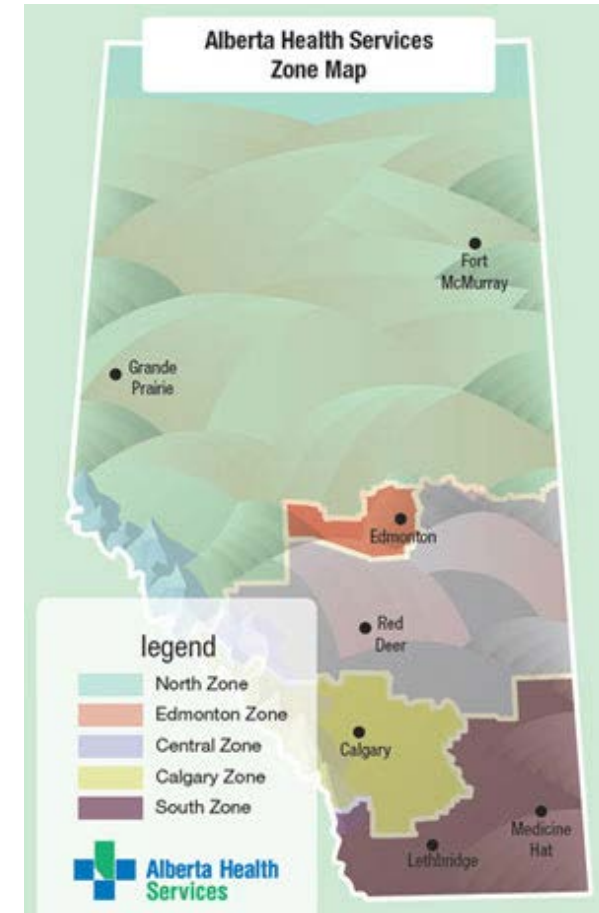 Alberta Health Services
Zone Map
Fort
McMurray
Grande
Prairie
Edmonton
Red
Deer
legend
North Zone
Edmonton Zone
Central Zone
Calgary Zone
South Zone
Calgary
Medicine
Hat
Lethbridge
Alberta Health
Services